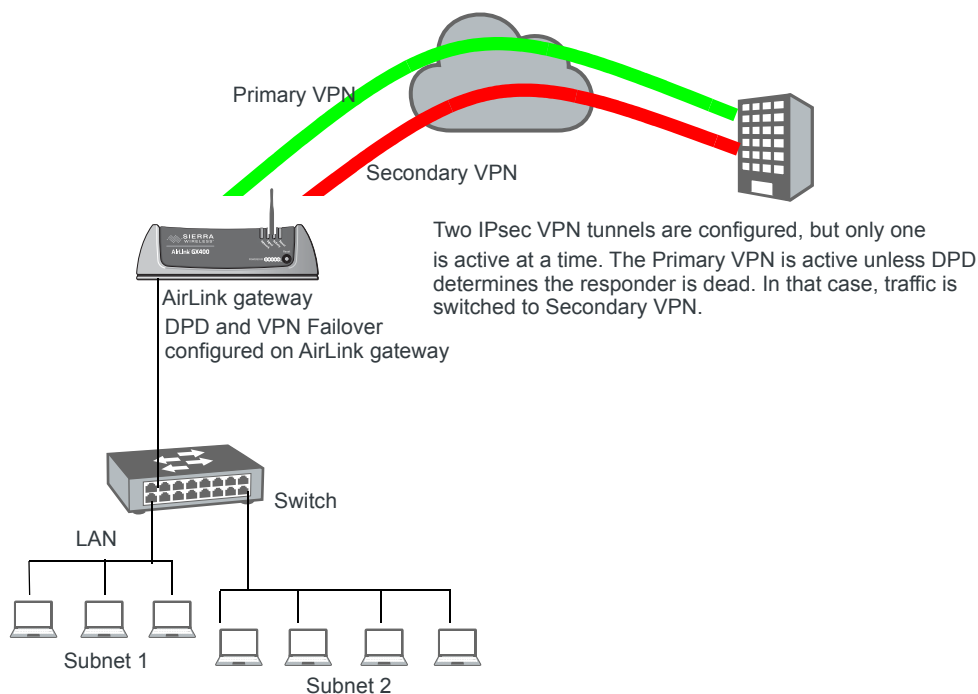 Primary VPN
Secondary VPN
Two IPsec VPN tunnels are configured, but only one
is active at a time. The Primary VPN is active unless DPD
determines the responder is dead. In that case, traffic is
switched to Secondary VPN.
SIERRA
WIRELESS
AirLink GX400
AirLink gateway
DPD and VPN Failover
configured on AirLink gateway
Switch
LAN
Subnet 1
Subnet 2